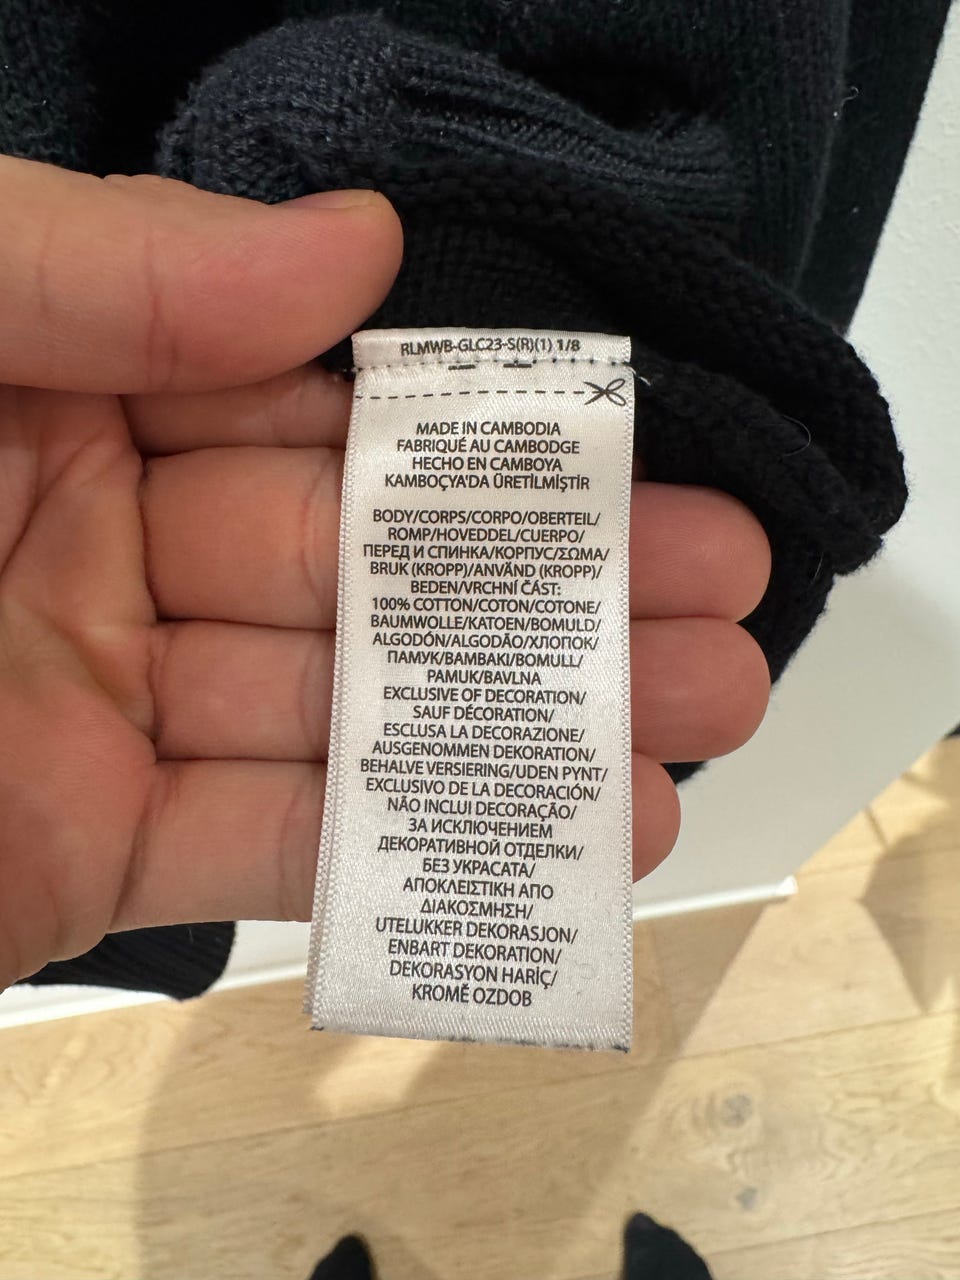 RLMWB-GLC23-S(R)(1) 1/8
MADE IN CAMBODIA
FABRIQUÉ AU CAMBODGE
HECHO EN CAMBOYA
KAMBOÇYA'DA ÜRETİLMİŞTİR
BODY/CORPS/CORPO/OBERTEIL/
ROMP/HOVEDDEL/CUERPO/
ПЕРЕД И СПИНКА/КОРПУС/ΣΩΜΑ/
BRUK (KROPP)/ANVÄND (KROPP)/
BEDEN/VRCHNÍ ČÁST:
100% COTTON/COTON/COTONE/
BAUMWOLLE/KATOEN/BOMULD/
ALGODÓN/ALGODÃO/ХЛОПОК/
ПАМУК/BAMBAKI/BOMULL/
PAMUK/BAVLNA
EXCLUSIVE OF DECORATION/
SAUF DÉCORATION/
ESCLUSA LA DECORAZIONE/
AUSGENOMMEN DEKORATION/
BEHALVE VERSIERING/UDEN PYNT/
EXCLUSIVO DE LA DECORACIÓN/
NÃO INCLUI DECORAÇÃO/
ЗА ИСКЛЮЧЕНИЕМ
ДЕКОРАТИВНОЙ ОТДЕЛКИ/
БЕЗ УКРАСАТА/
ΑΠΟΚΛΕΙΣΤΙΚΗ ΑΠΟ
ΔΙΑΚΟΣΜΗΣΗ/
UTELUKKER DEKORASJON/
ENBART DEKORATION/
DEKORASYON HARİÇ/
KROMĚ OZDOB